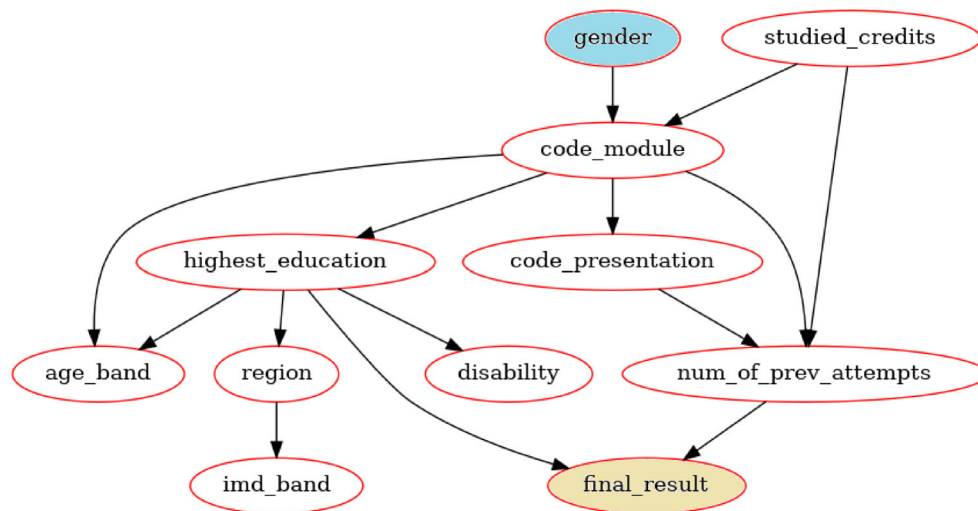 gender
studied_credits
code_module
highest_education
code_presentation
age_band
region
disability
num_of_prev_attempts
imd_band
final_result